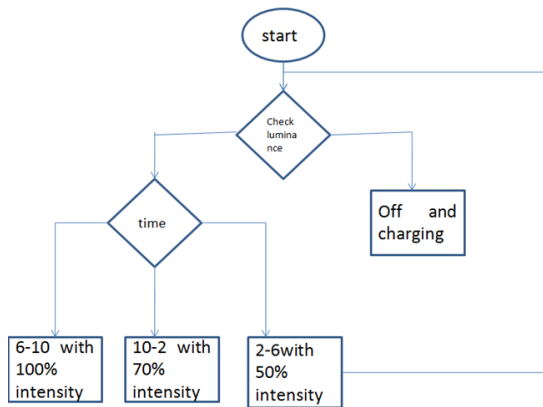 start
Check
lumina
nce
Off and
charging
time
6-10 with
100%
intensity
10-2 with
70%
intensity
2-6with
50%
intensity